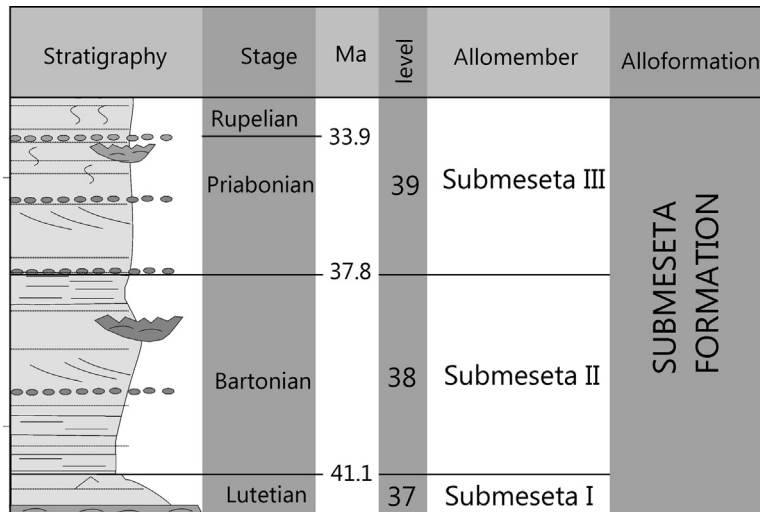 Stratigraphy Stage Ma level Allomember Alloformation
Rupelian
33.9
Priabonian 39 Submeseta III
37.8
Bartonian 38 Submeseta II
41.1
Lutetian 37 Submeseta I
SUBMESETA
FORMATION